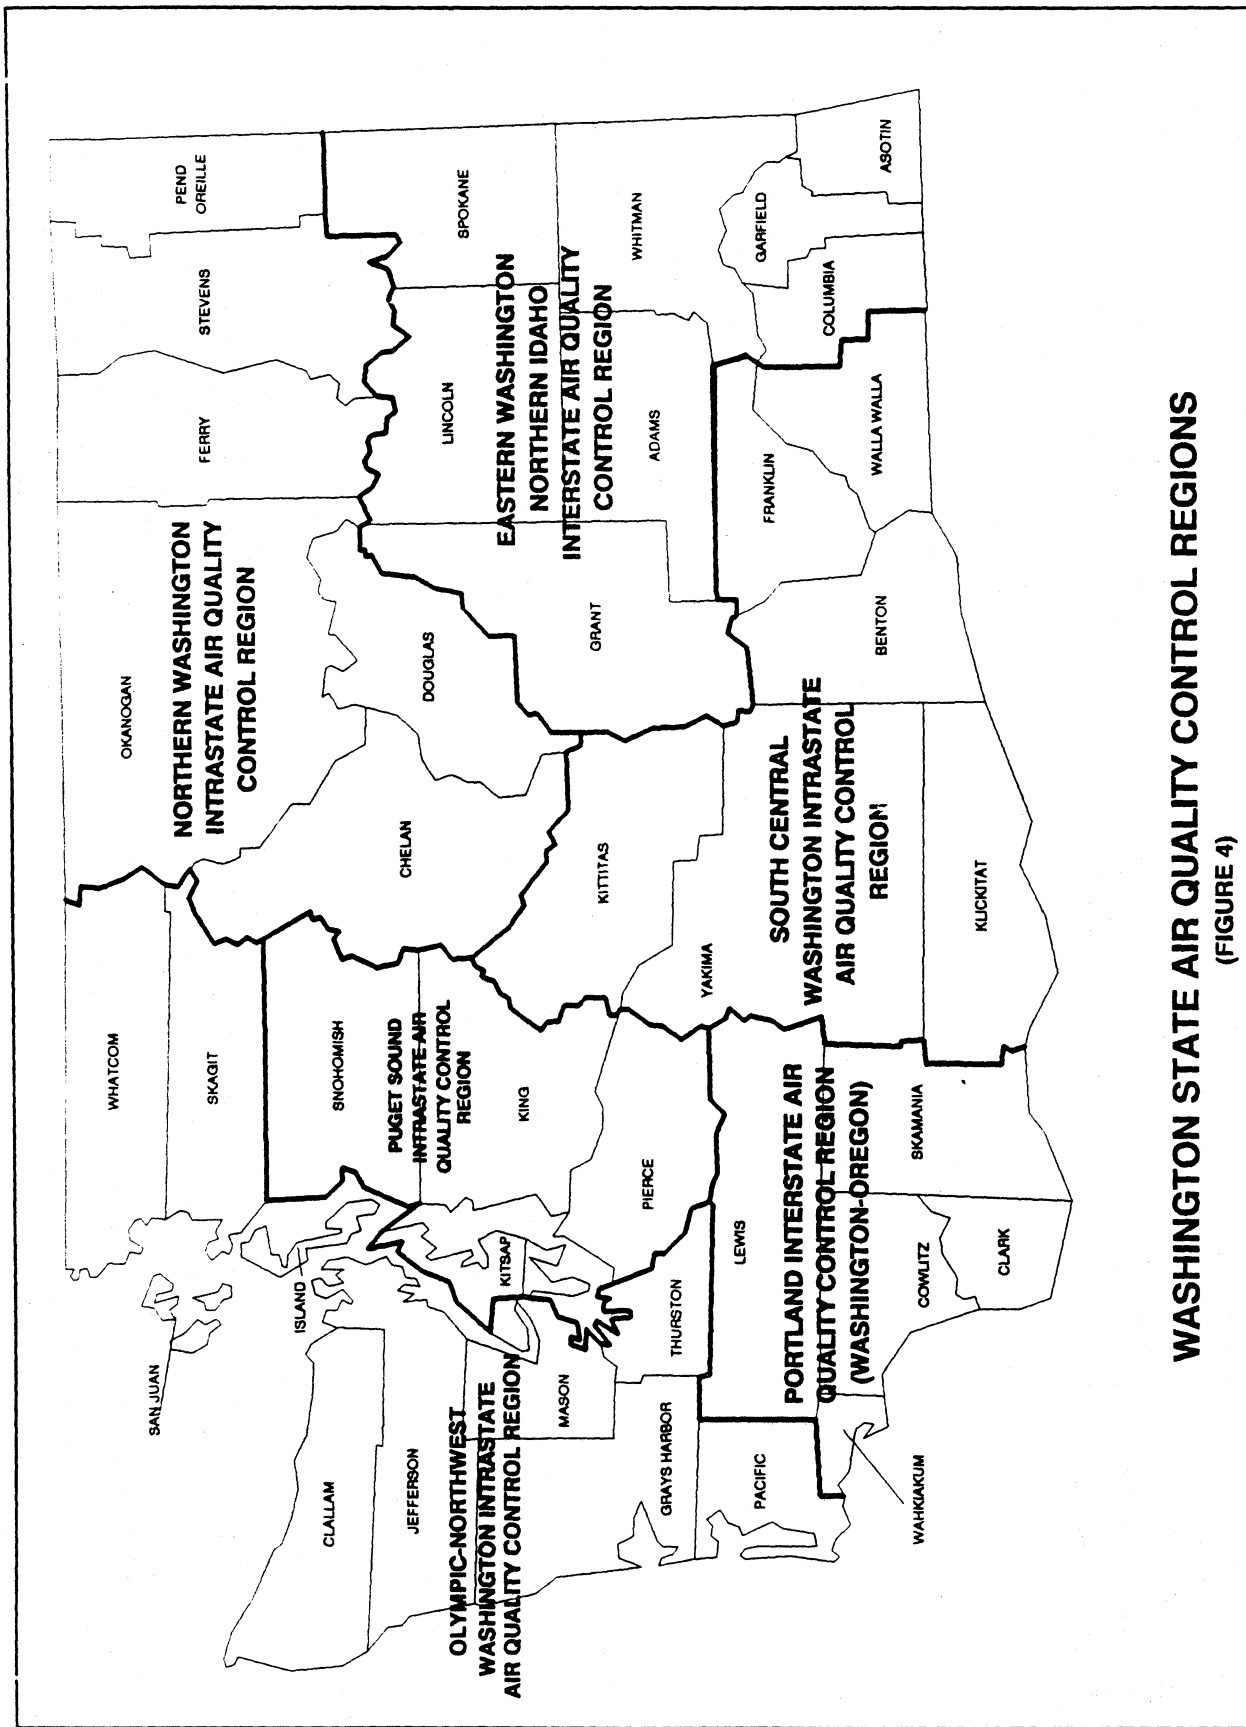 SAN JUAN
WHATCOM
OKANOGAN
FERRY
STEVENS
PEND
OREILLE
SKAGIT
NORTHERN WASHINGTON
INTRASTATE AIR QUALITY
CONTROL REGION
ISLAND
CLALLAM
SNOHOMISH
CHELAN
DOUGLAS
LINCOLN
SPOKANE
JEFFERSON
PUGET SOUND
INTRASTATE AIR
QUALITY CONTROL
REGION
KITSAP
KING
OLYMPIC-NORTHWEST
WASHINGTON INTRASTATE
AIR QUALITY CONTROL REGION
EASTERN WASHINGTON
NORTHERN IDAHO
INTERSTATE AIR QUALITY
CONTROL REGION
MASON
KITTITAS
GRANT
ADAMS
WHITMAN
GRAYS HARBOR
THURSTON
PIERCE
YAKIMA
LEWIS
PACIFIC
FRANKLIN
GARFIELD
SOUTH CENTRAL
WASHINGTON INTRASTATE
AIR QUALITY CONTROL
REGION
PORTLAND INTERSTATE AIR
QUALITY CONTROL REGION
(WASHINGTON-OREGON)
COLUMBIA
WALLA WALLA
BENTON
ASOTIN
WAHKIAKUM
COWLITZ
SKAMANIA
CLARK
KLICKITAT
WASHINGTON STATE AIR QUALITY CONTROL REGIONS
(FIGURE 4)